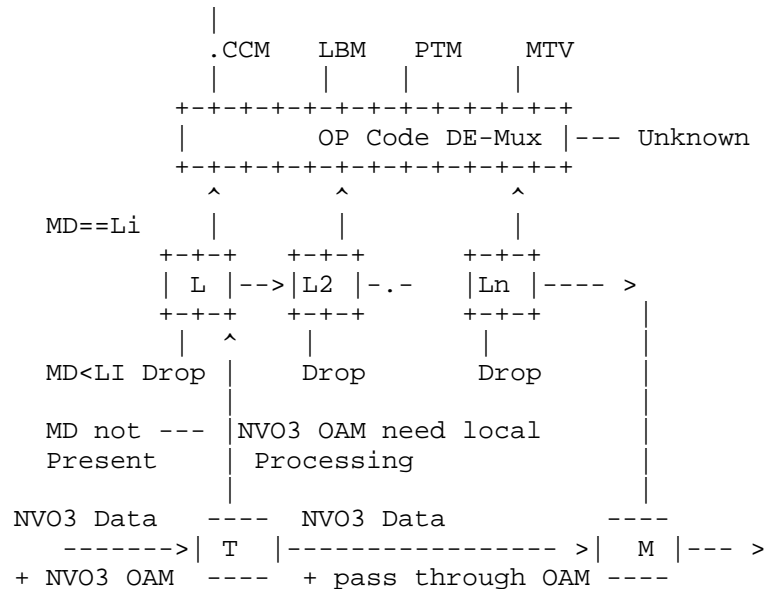 .CCM LBM PTM MTV
OP Code DE-Mux |--- Unknown
MD==Li
| L |-->|L2 |-.- |Ln |---- >
MD<LI Drop Drop Drop
MD not --- |NVO3 OAM need local
Present | Processing
NVO3 Data ---- NVO3 Data ----
------->| T |----------------- >| M |--- >
+ NVO3 OAM ---- + pass through OAM ----